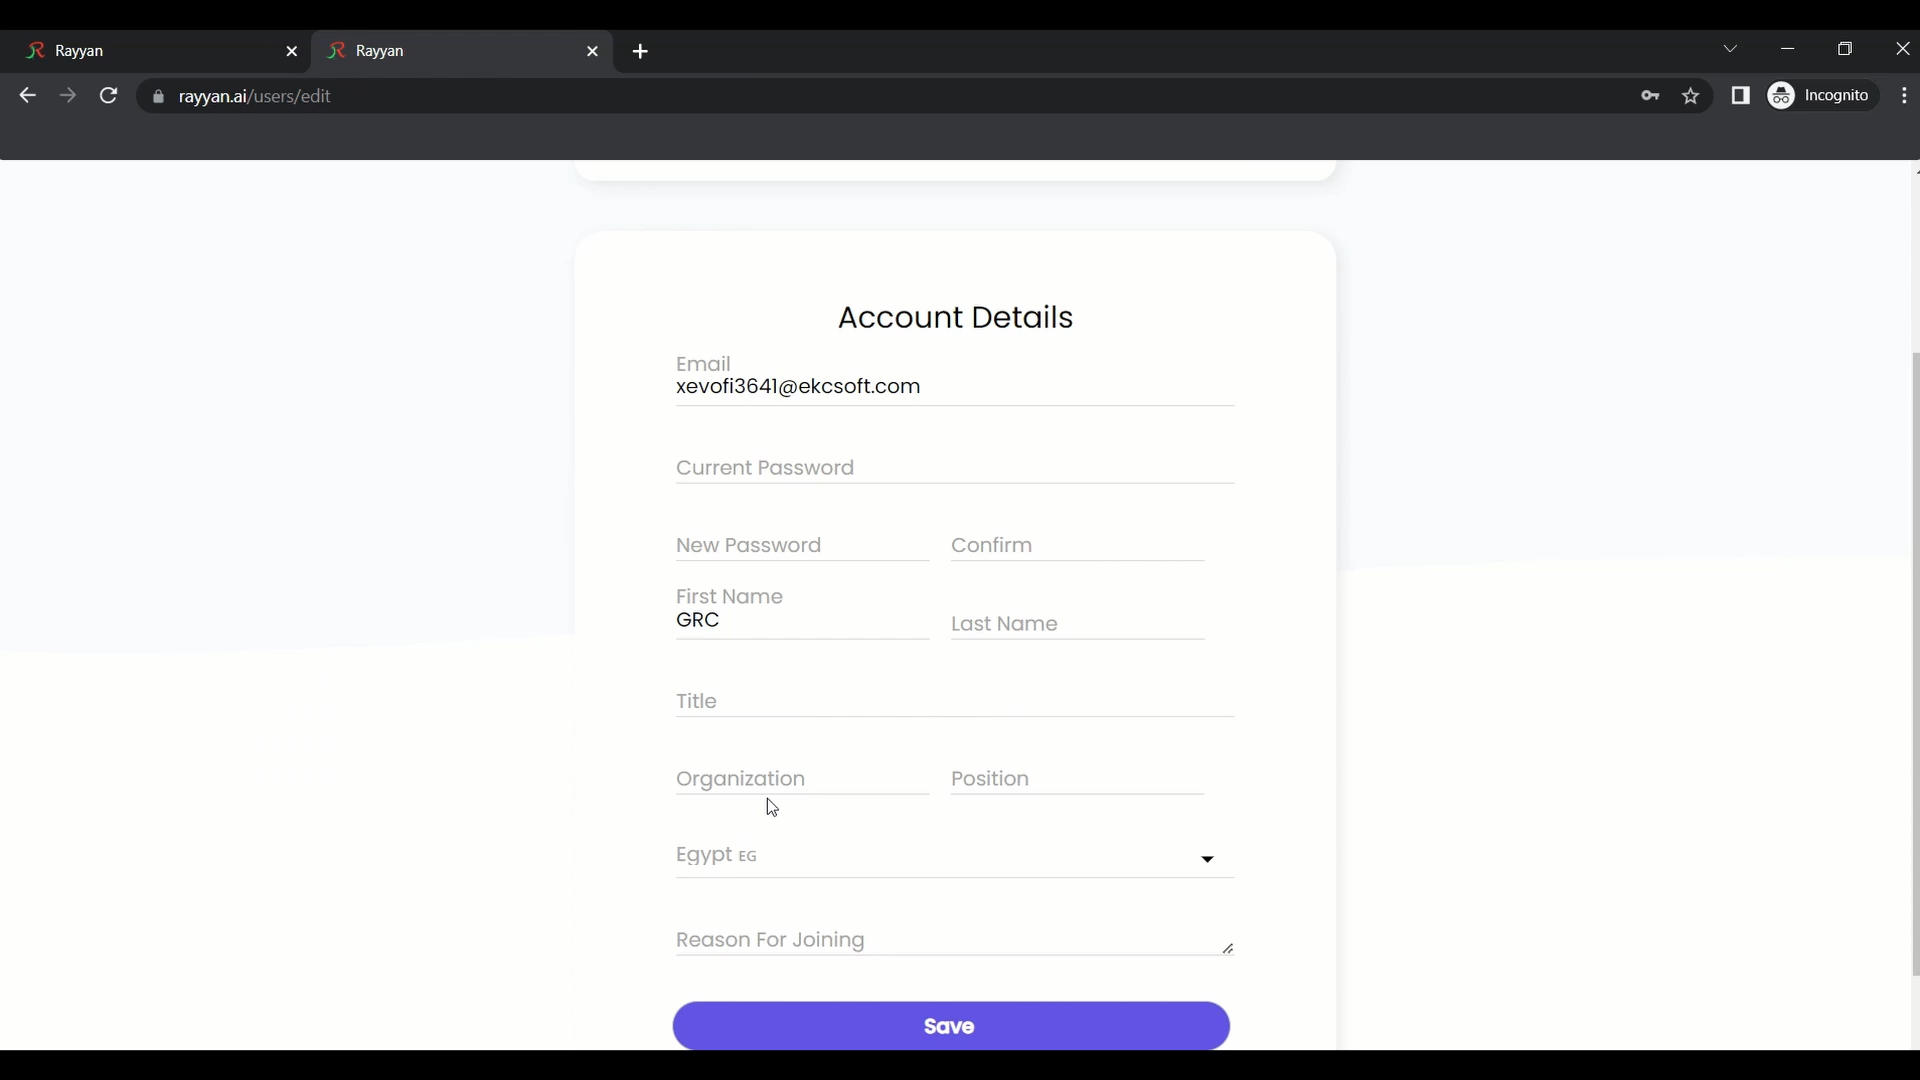 Rayyan
Rayyan
rayyan.ai/users/edit
Incognito
Account Details
Email
xevofi3641@ekcsoft.com
Current Password
New Password
Confirm
First Name
GRC
Last Name
Title
Organization
Position
Egypt EG
Reason For Joining
Save